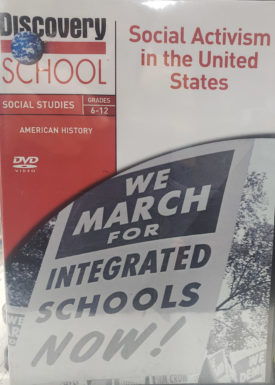 Discovery
SCHOOL
SOCIAL STUDIES
GRADES
6-12
AMERICAN HISTORY
DVD
VIDEO
Social Activism
in the United
States
WE
MARCH
FOR
INTEGRATED
SCHOOLS
NOW!